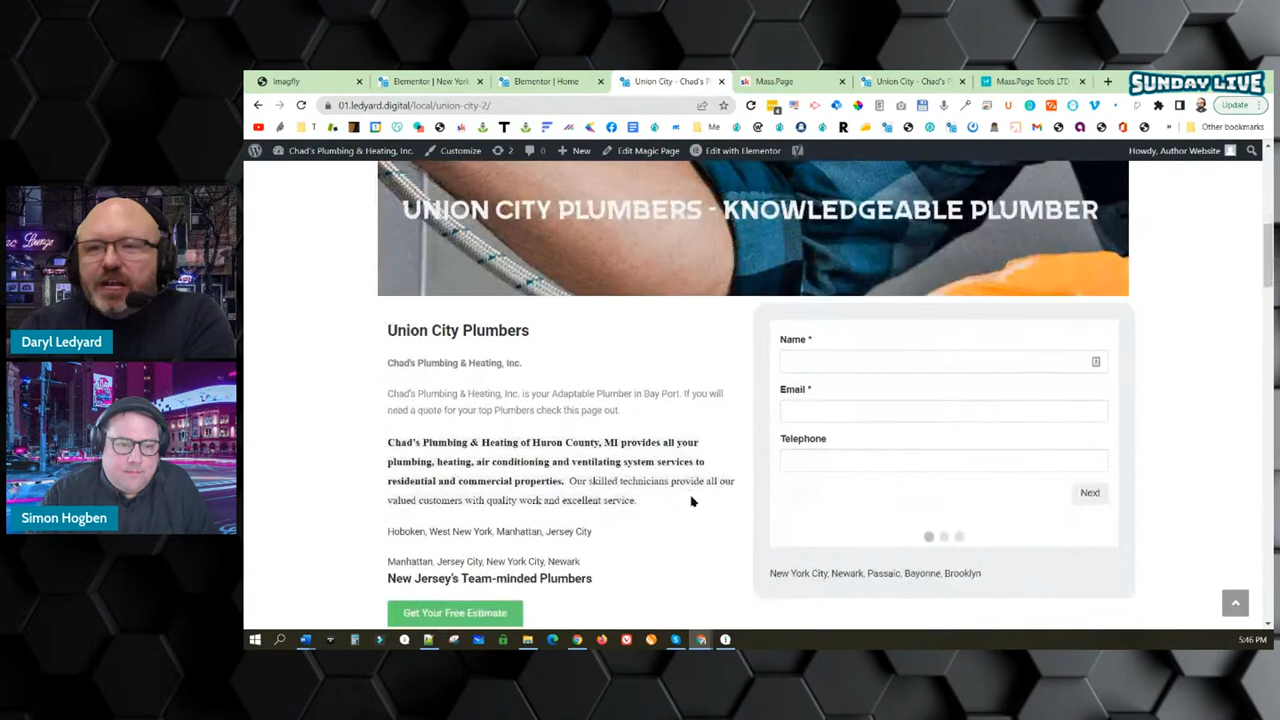 SUNDAY LIVE
Imagfly
Elementor | New York
Elementor | Home
Union City - Chad's P
Mass.Page
Union City - Chad's P
Mass.Page Tools LTD
01.ledyard.digital/local/union-city-2/
Update
Me
Other bookmarks
Chad's Plumbing & Heating, Inc.
Customize
2
0
New
Edit Magic Page
Edit with Elementor
Howdy, Author Website
UNION CITY PLUMBERS - KNOWLEDGEABLE PLUMBER
Union City Plumbers
Chad's Plumbing & Heating, Inc.
Chad's Plumbing & Heating, Inc. is your Adaptable Plumber in Bay Port. If you will
need a quote for your top Plumbers check this page out.
Chad's Plumbing & Heating of Huron County, MI provides all your
plumbing, heating, air conditioning and ventilating system services to
residential and commercial properties. Our skilled technicians provide all our
valued customers with quality work and excellent service.
Hoboken, West New York, Manhattan, Jersey City
Manhattan, Jersey City, New York City, Newark
New Jersey's Team-minded Plumbers
Get Your Free Estimate
Name *
Email *
Telephone
Next
New York City, Newark, Passaic, Bayonne, Brooklyn
Daryl Ledyard
Simon Hogben
5:46 PM